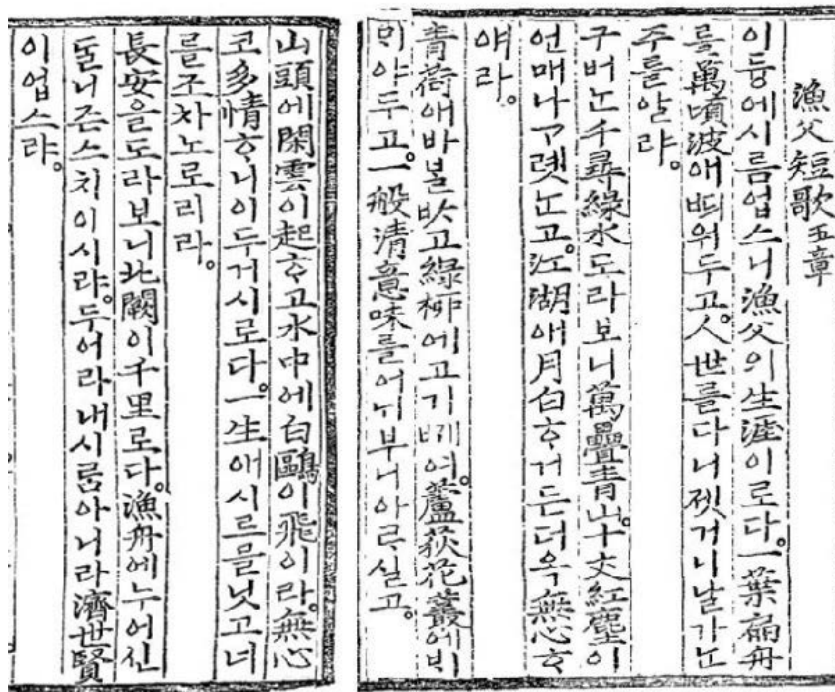 漁父短歌五章
이듕에시름업스니漁父의生涯이로다。一葉扁舟
를萬頃波애ᄯᅴ워두고。人世를다니젯거니날가ᄂᆞᆫ
주를알랴。
구버ᄂᆞᆫ千尋綠水도라보니萬疊靑山。十丈紅塵이
언매나ᄀᆞ롓ᄂᆞᆫ고。江湖애月白ᄒᆞ거든더옥無心ᄒᆞ
얘라。
靑荷애바ᄇᆞᆯᄡᆞ고綠柳에고기ᄢᅦ여。蘆荻花叢에ᄇᆡ
ᄆᆡ야두고。一般淸意味를어ᄂᆡ부니아ᄅᆞ실고。
山頭에閑雲이起ᄒᆞ고水中에白鷗이飛이라。無心
코多情ᄒᆞ니이두거시로다。一生애시르믈닛고너
를조차노로리라。
長安을도라보니北闕이千里로다。漁舟에누어신
ᄃᆞᆯ니즌스치이시랴。두어라내시름아니라濟世賢
이업스랴。